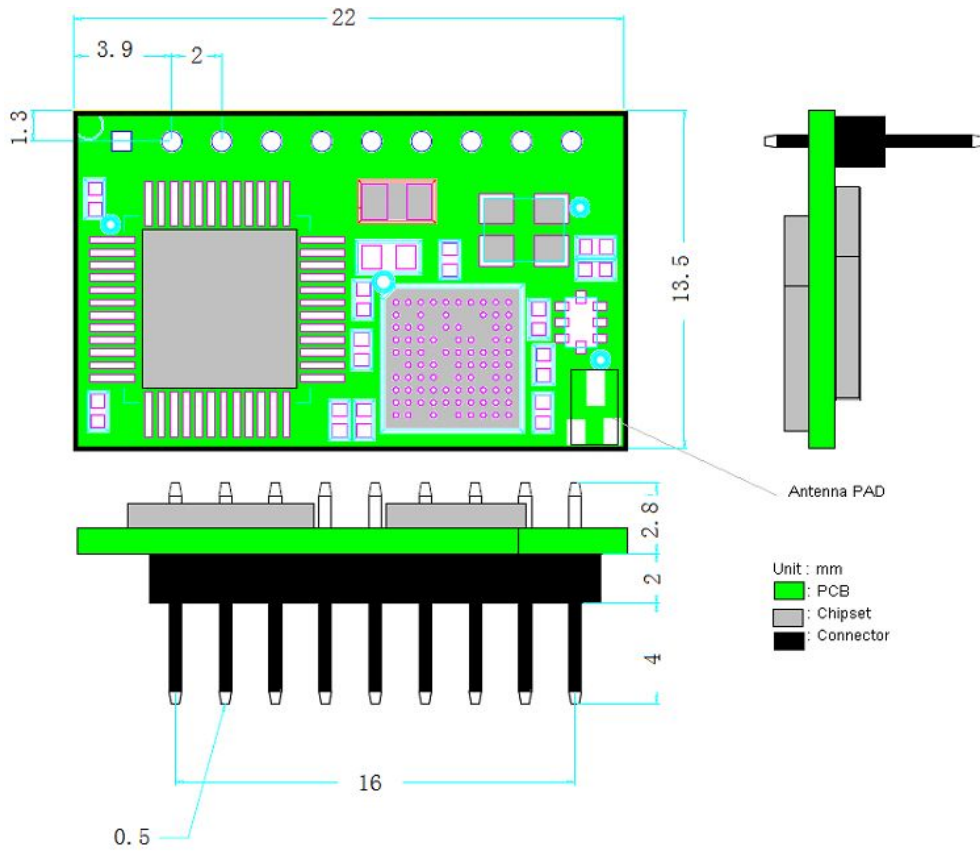 22
3.9
2
1.3
13.5
Antenna PAD
2.8
2
4
Unit : mm
: PCB
: Chipset
: Connector
16
0.5